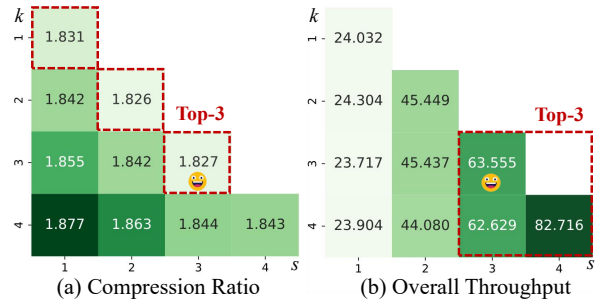 k
1
1.831
2
1.842 1.826
Top-3
3
1.855 1.842 1.827
4
1.877 1.863 1.844 1.843
1 2 3 4 s
(a) Compression Ratio
k
1
24.032
2
24.304 45.449
Top-3
3
23.717 45.437 63.555
4
23.904 44.080 62.629 82.716
1 2 3 4 s
(b) Overall Throughput